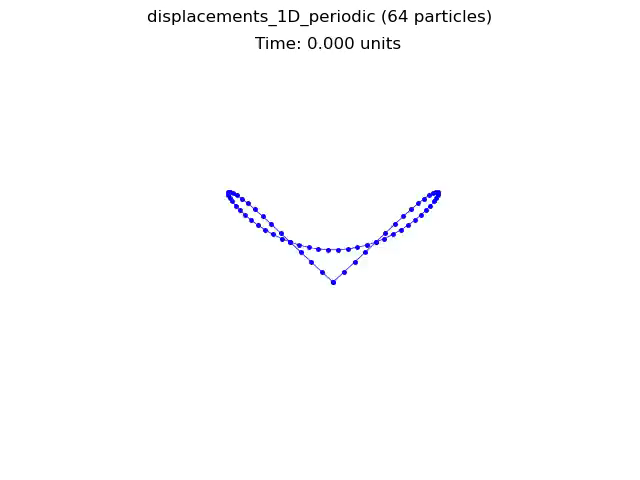 displacements_1D_periodic (64 particles)
Time: 0.000 units